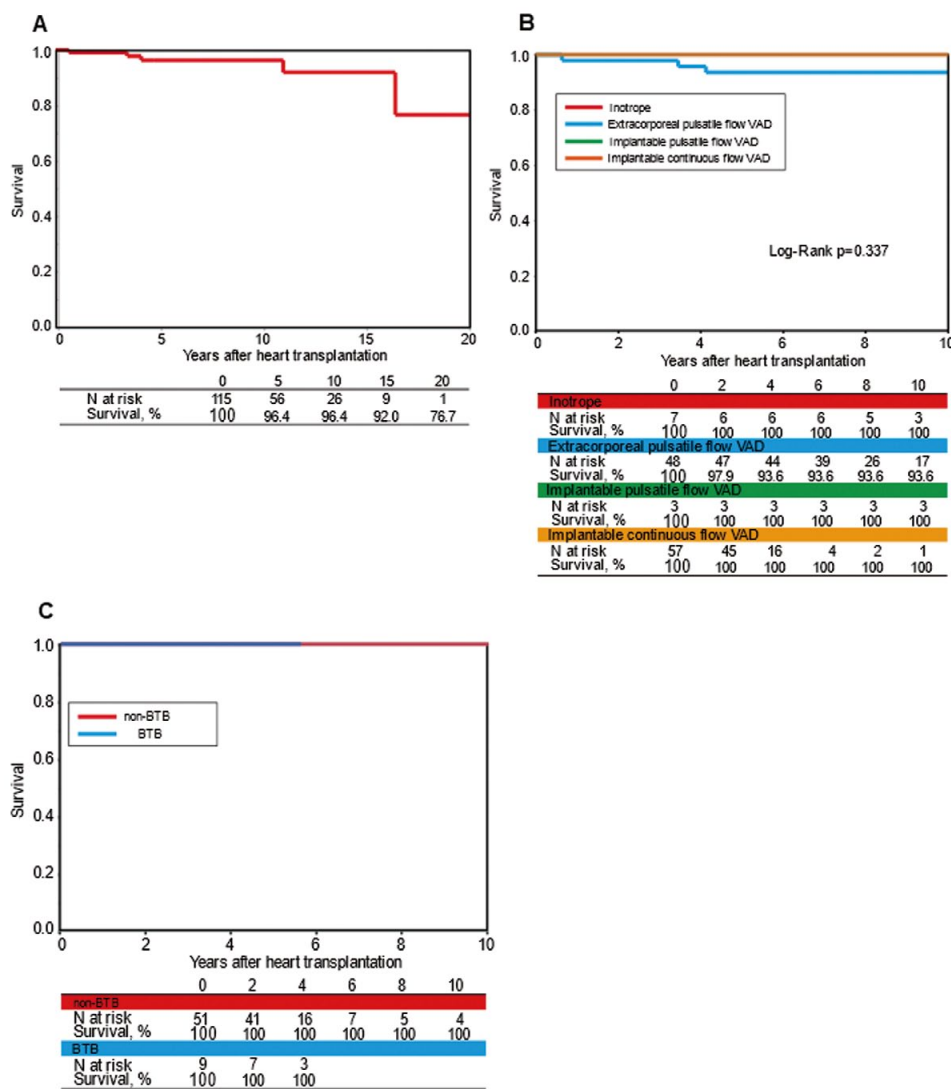 A
1.0
0.8
0.6
0.4
0.2
0.0
Survival
0 5 10 15 20
Years after heart transplantation
0 5 10 15 20
N at risk 115 56 26 9 1
Survival, % 100 96.4 96.4 92.0 76.7
B
1.0
0.8
0.6
0.4
0.2
0.0
Survival
Inotrope
Extracorporeal pulsatile flow VAD
Implantable pulsatile flow VAD
Implantable continuous flow VAD
Log-Rank p=0.337
0 2 4 6 8 10
Years after heart transplantation
0 2 4 6 8 10
Inotrope
N at risk 7 6 6 6 5 3
Survival, % 100 100 100 100 100 100
Extracorporeal pulsatile flow VAD
N at risk 48 47 44 39 26 17
Survival, % 100 97.9 93.6 93.6 93.6 93.6
Implantable pulsatile flow VAD
N at risk 3 3 3 3 3 3
Survival, % 100 100 100 100 100 100
Implantable continuous flow VAD
N at risk 57 45 16 4 2 1
Survival, % 100 100 100 100 100 100
C
1.0
0.8
0.6
0.4
0.2
0.0
Survival
non-BTB
BTB
0 2 4 6 8 10
Years after heart transplantation
0 2 4 6 8 10
non-BTB
N at risk 51 41 16 7 5 4
Survival, % 100 100 100 100 100 100
BTB
N at risk 9 7 3
Survival, % 100 100 100